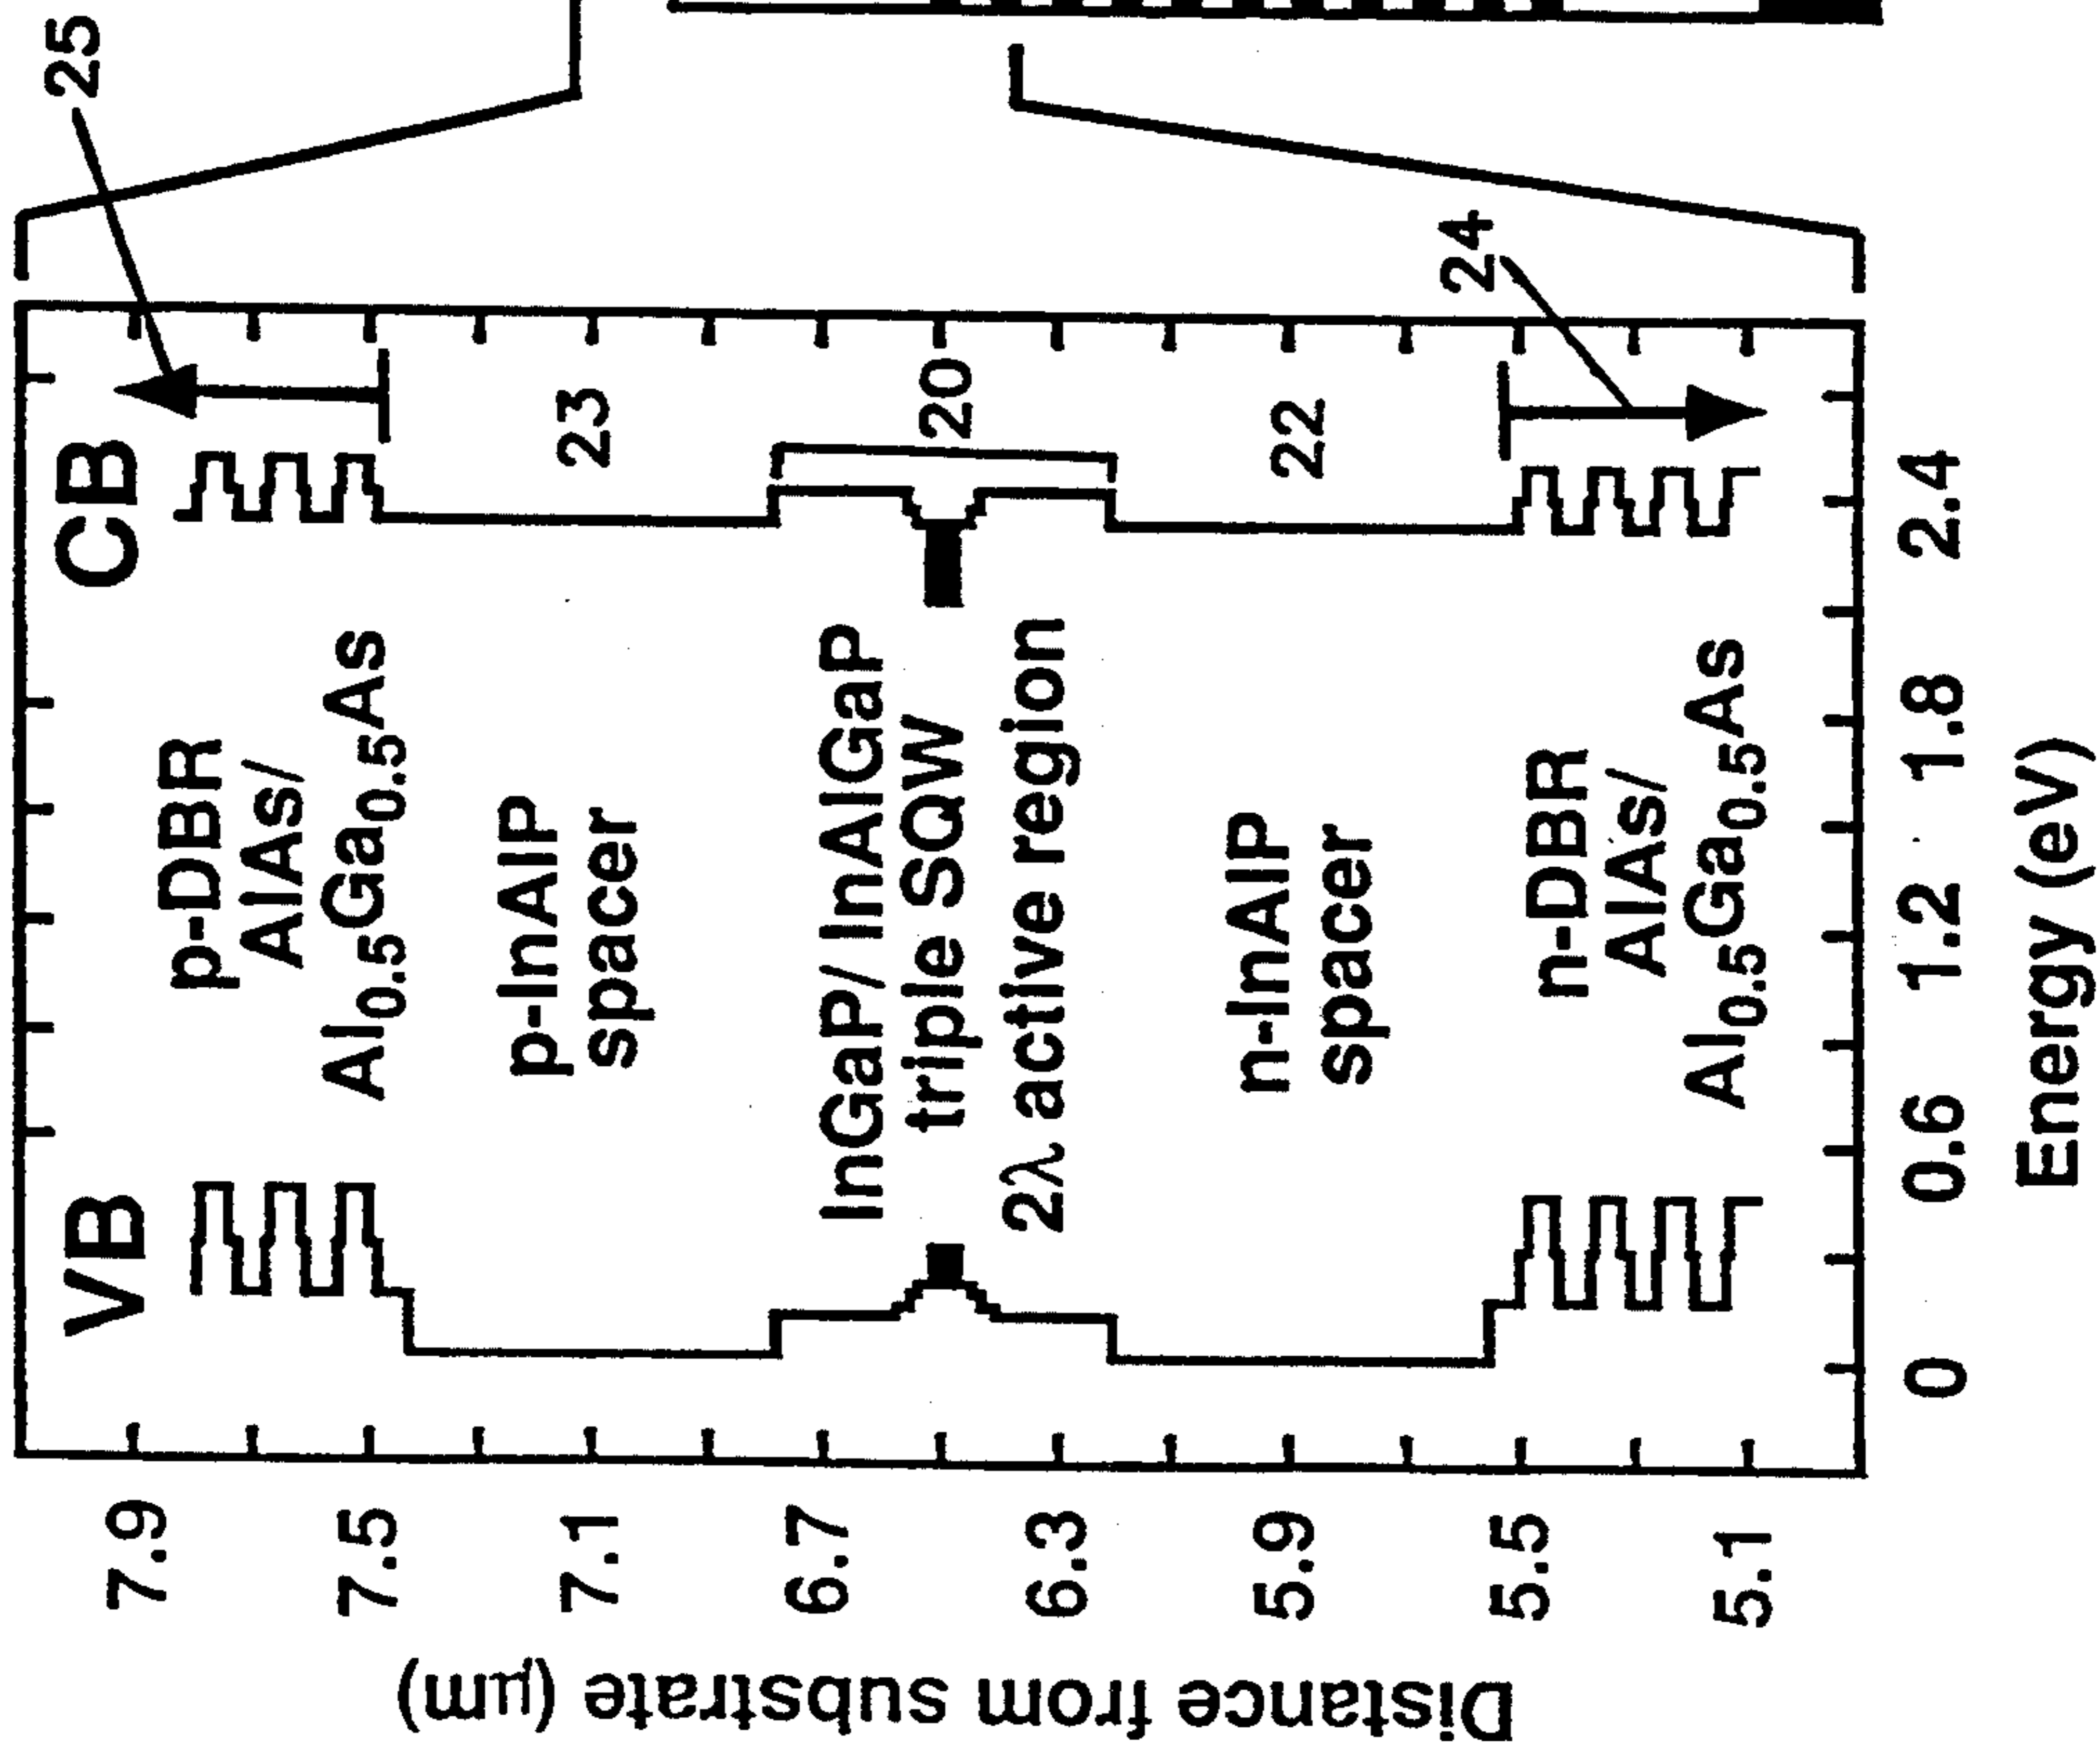 25
VB
CB
p-DBR
AlAs/
Al0.5Ga0.5As
p-InAlP
spacer
23
InGaP/InAlGaP
triple SQW
2λ active region
20
n-InAlP
spacer
22
24
n-DBR
AlAs/
Al0.5Ga0.5As
7.9
7.5
7.1
6.7
6.3
5.9
5.5
5.1
Distance from substrate (µm)
0 0.6 1.2 1.8 2.4
Energy (eV)